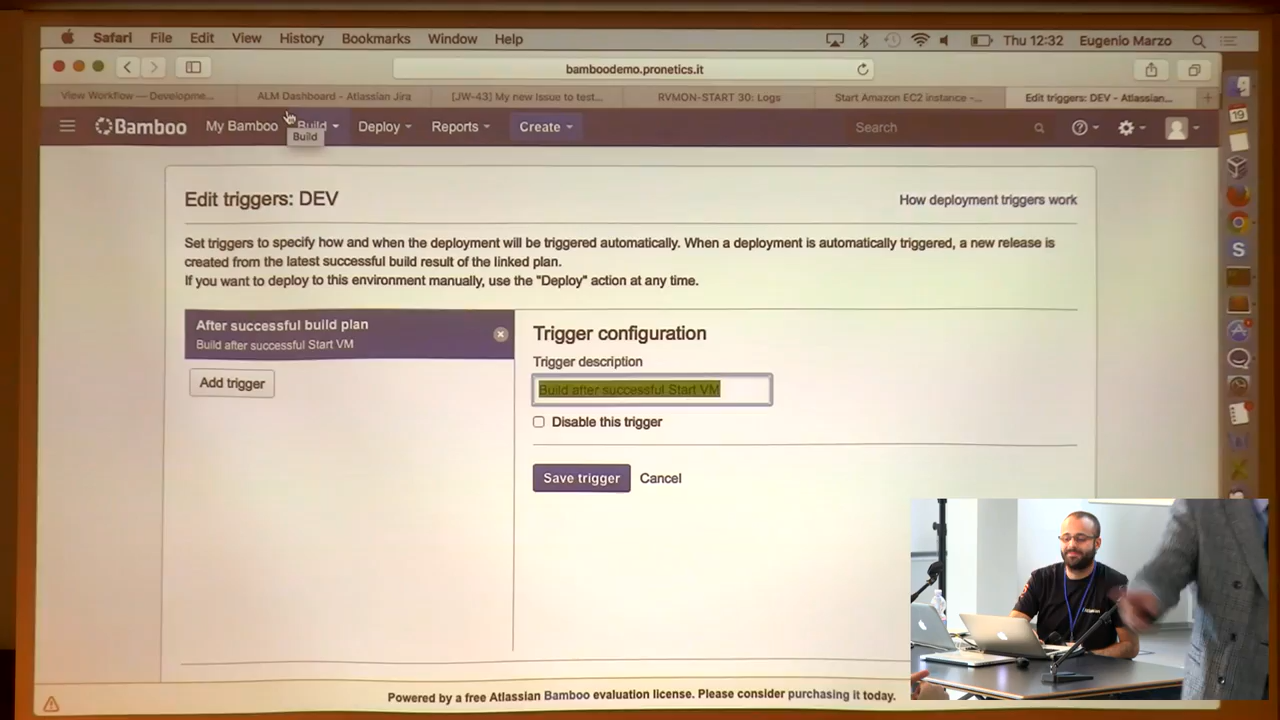 Safari File Edit View History Bookmarks Window Help Thu 12:32 Eugenio Marzo
bamboodemo.pronetics.it
View Workflow — Developme... ALM Dashboard - Atlassian Jira [JW-43] My new Issue to test... RVMON-START 30: Logs Start Amazon EC2 instance -... Edit triggers: DEV - Atlassian...
Bamboo My Bamboo Build Deploy Reports Create Search
Build
Edit triggers: DEV How deployment triggers work
Set triggers to specify how and when the deployment will be triggered automatically. When a deployment is automatically triggered, a new release is
created from the latest successful build result of the linked plan.
If you want to deploy to this environment manually, use the "Deploy" action at any time.
After successful build plan
Build after successful Start VM
Add trigger
Trigger configuration
Trigger description
Build after successful Start VM
Disable this trigger
Save trigger Cancel
Powered by a free Atlassian Bamboo evaluation license. Please consider purchasing it today.
19
S